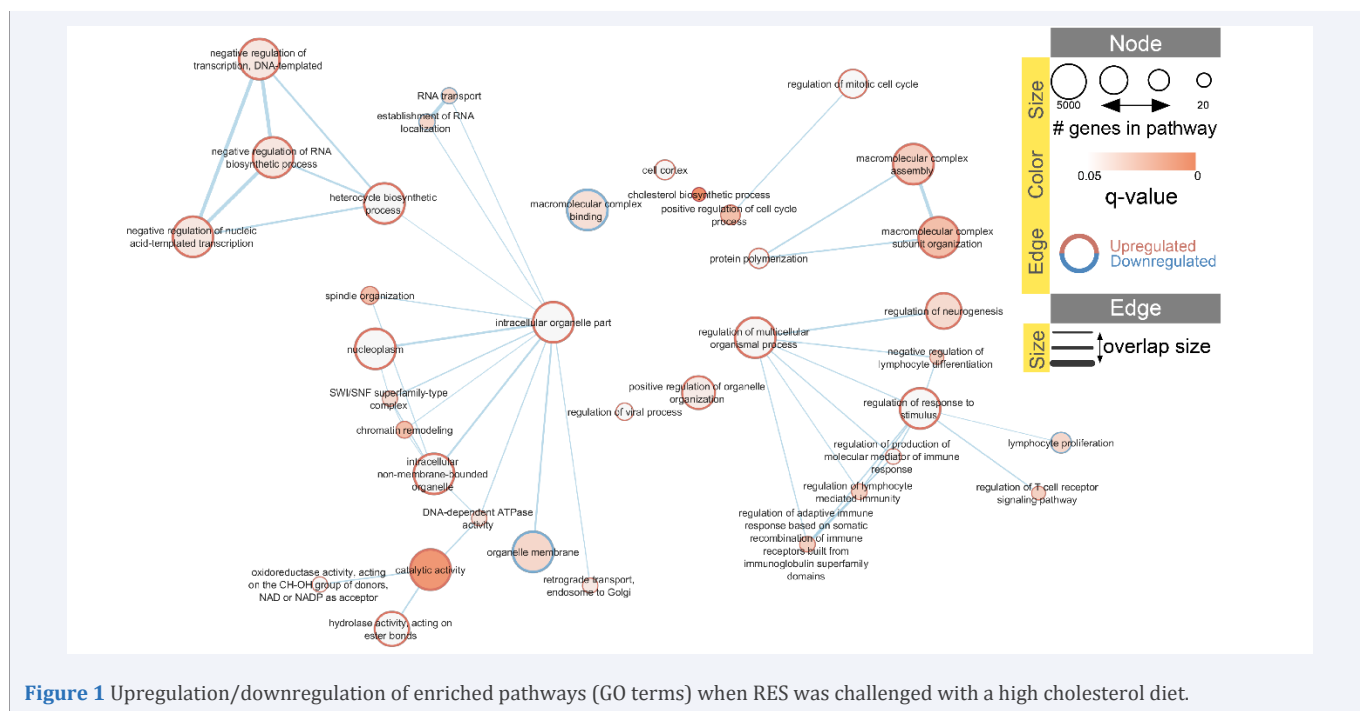 negative regulation of
transcription, DNA-templated
RNA transport
establishment of RNA
localization
negative regulation of RNA
biosynthetic process
heterocycle biosynthetic
process
negative regulation of nucleic
acid-templated transcription
cell cortex
cholesterol biosynthetic process
positive regulation of cell cycle
process
macromolecular complex
binding
regulation of mitotic cell cycle
macromolecular complex
assembly
macromolecular complex
subunit organization
protein polymerization
spindle organization
intracellular organelle part
nucleoplasm
SWI/SNF superfamily-type
complex
chromatin remodeling
intracellular
non-membrane-bounded
organelle
DNA-dependent ATPase
activity
organelle membrane
catalytic activity
oxidoreductase activity, acting
on the CH-OH group of donors,
NAD or NADP as acceptor
hydrolase activity, acting on
ester bonds
retrograde transport,
endosome to Golgi
positive regulation of organelle
organization
regulation of viral process
regulation of multicellular
organismal process
regulation of neurogenesis
negative regulation of
lymphocyte differentiation
regulation of response to
stimulus
regulation of production of
molecular mediator of immune
response
lymphocyte proliferation
regulation of lymphocyte
mediated immunity
regulation of T cell receptor
signaling pathway
regulation of adaptive immune
response based on somatic
recombination of immune
receptors built from
immunoglobulin superfamily
domains
Node
Size
5000 20
# genes in pathway
Color
0.05 0
q-value
Edge
Upregulated
Downregulated
Edge
Size
overlap size
Figure 1 Upregulation/downregulation of enriched pathways (GO terms) when RES was challenged with a high cholesterol diet.